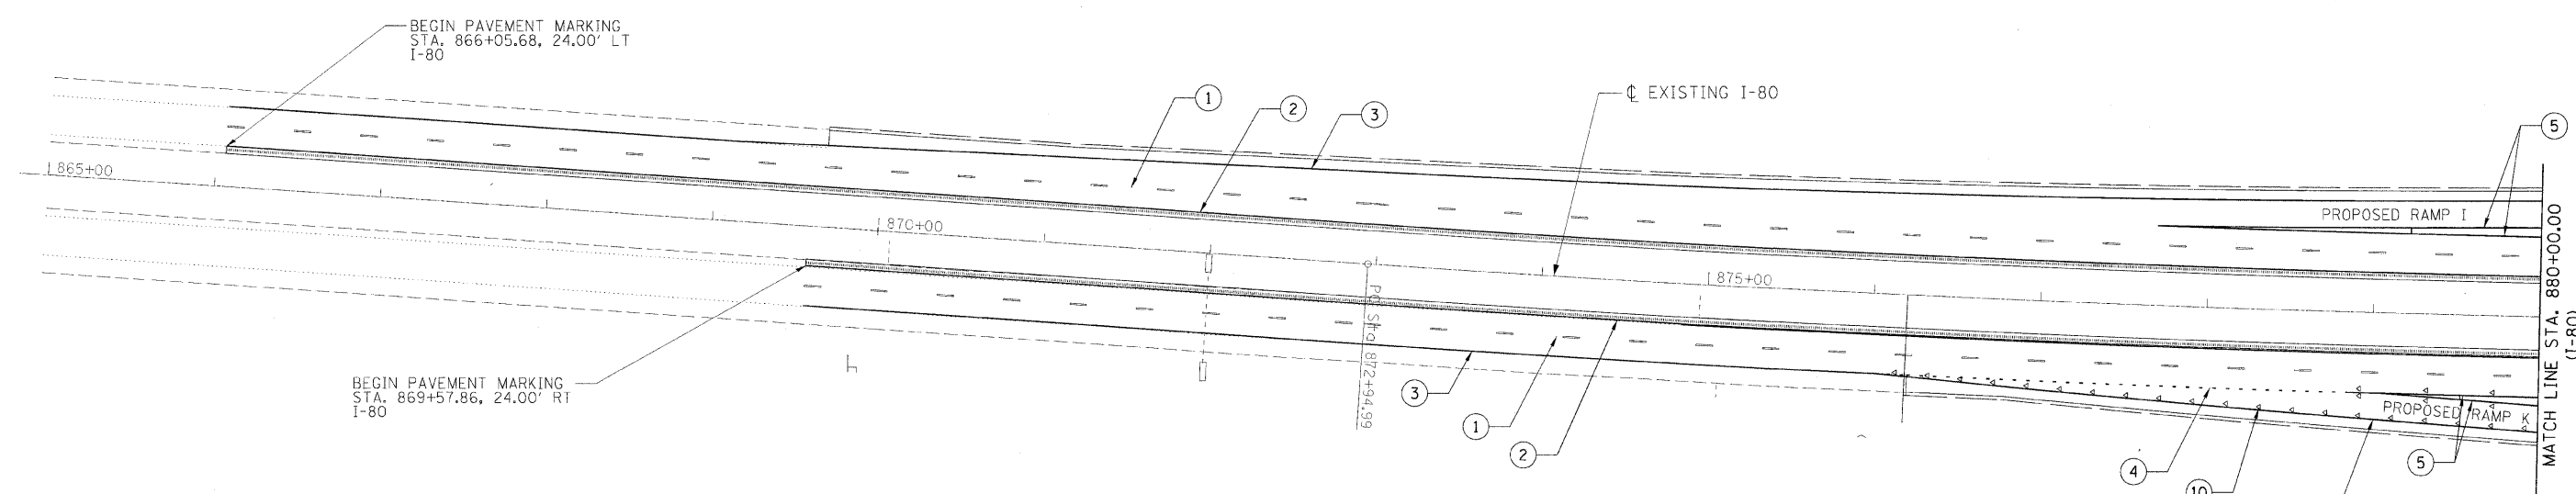 BEGIN PAVEMENT MARKING
STA. 866+05.68, 24.00' LT
I-80
1
2
3
℄ EXISTING I-80
5
865+00
870+00
875+00
PROPOSED RAMP I
PC Sta. 872+94.99
BEGIN PAVEMENT MARKING
STA. 869+57.86, 24.00' RT
I-80
3
1
2
4
10
5
PROPOSED RAMP K
MATCH LINE STA. 880+00.00
(I-80)